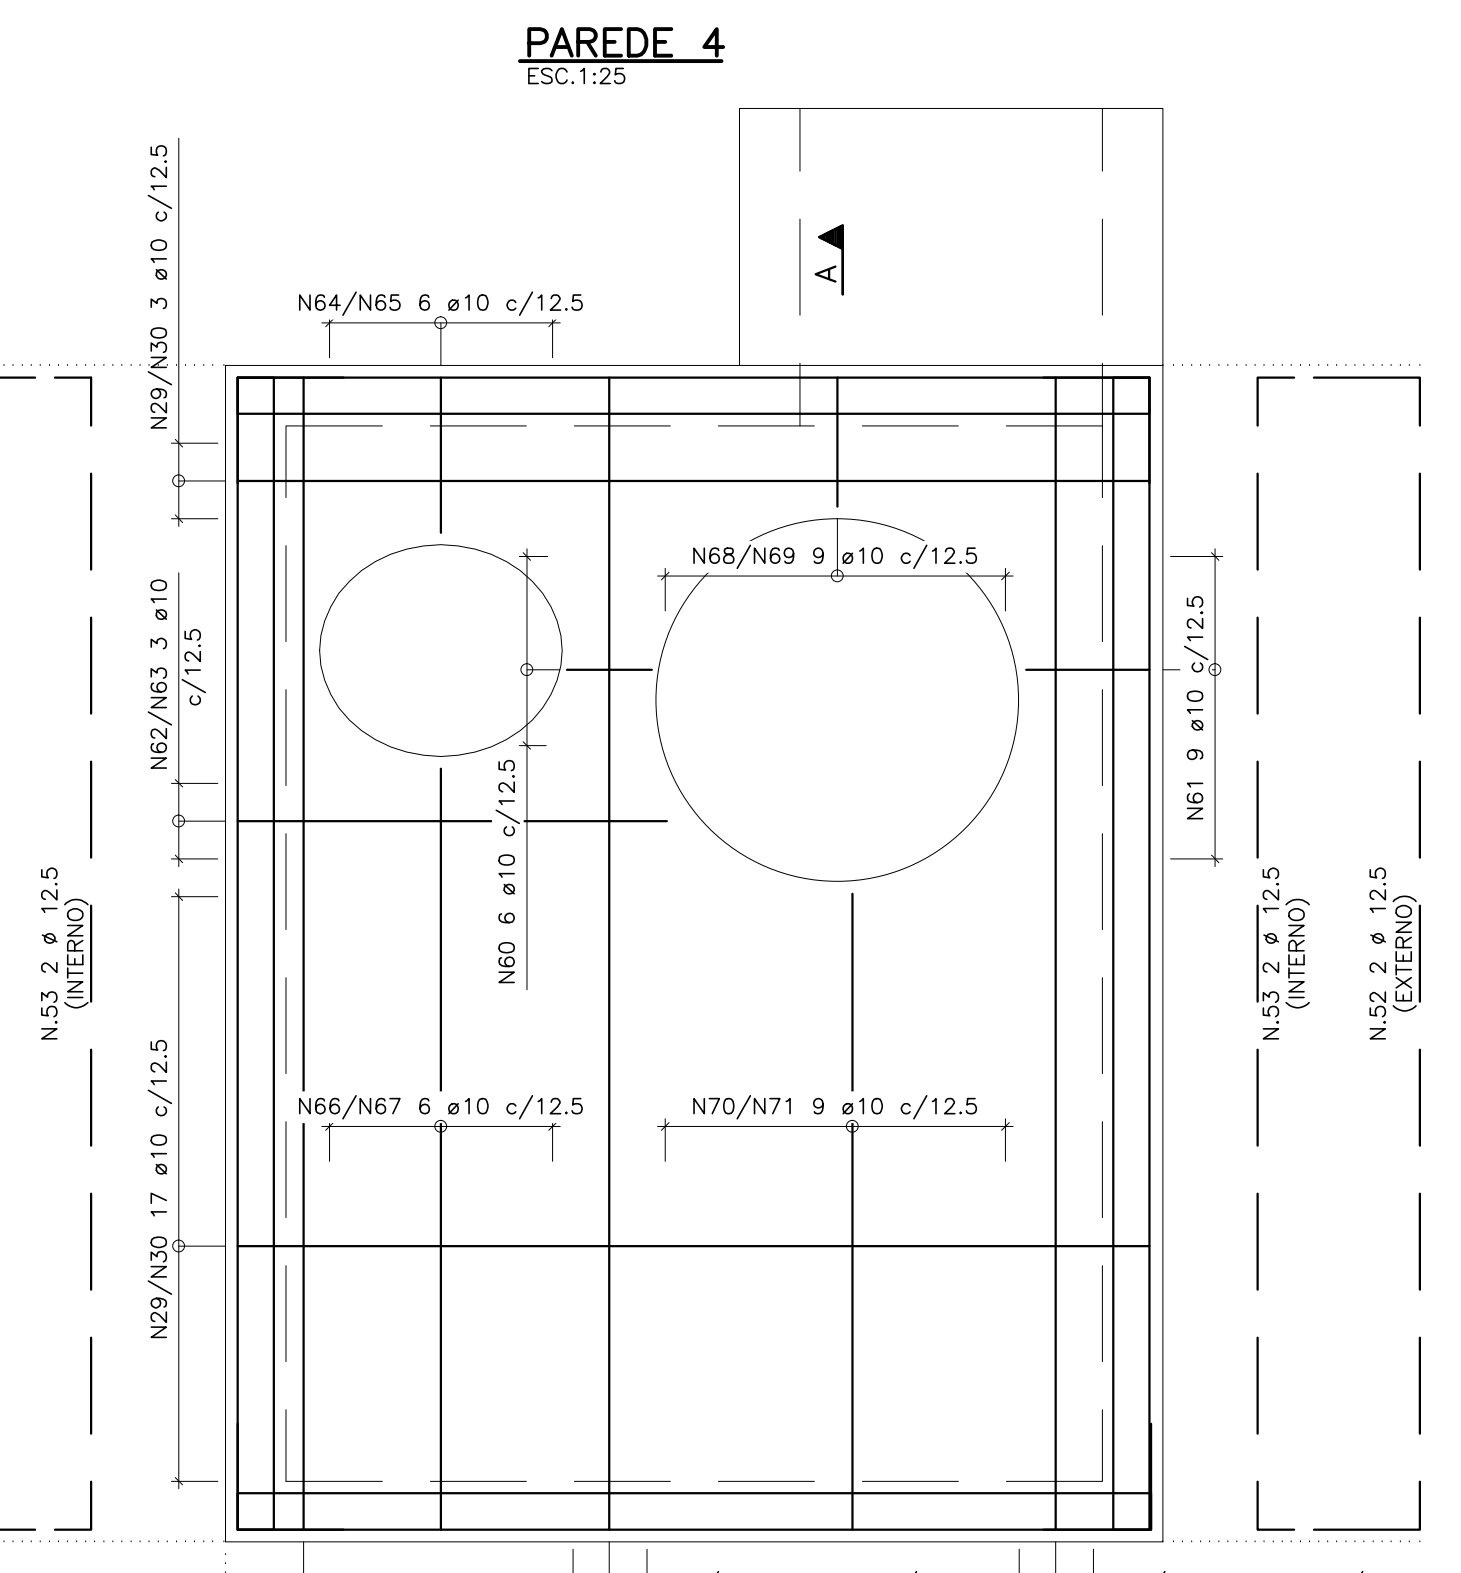 PAREDE 4
ESC.1:25
N29/N30 3 ø10 c/12.5
A
N64/N65 6 ø10 c/12.5
N68/N69 9 ø10 c/12.5
N62/N63 3 ø10
c/12.5
N61 9 ø10 c/12.5
N60 6 ø10 c/12.5
N.53 2 ø 12.5
(INTERNO)
N.53 2 ø 12.5
(INTERNO)
N.52 2 ø 12.5
(EXTERNO)
N29/N30 17 ø10 c/12.5
N66/N67 6 ø10 c/12.5
N70/N71 9 ø10 c/12.5